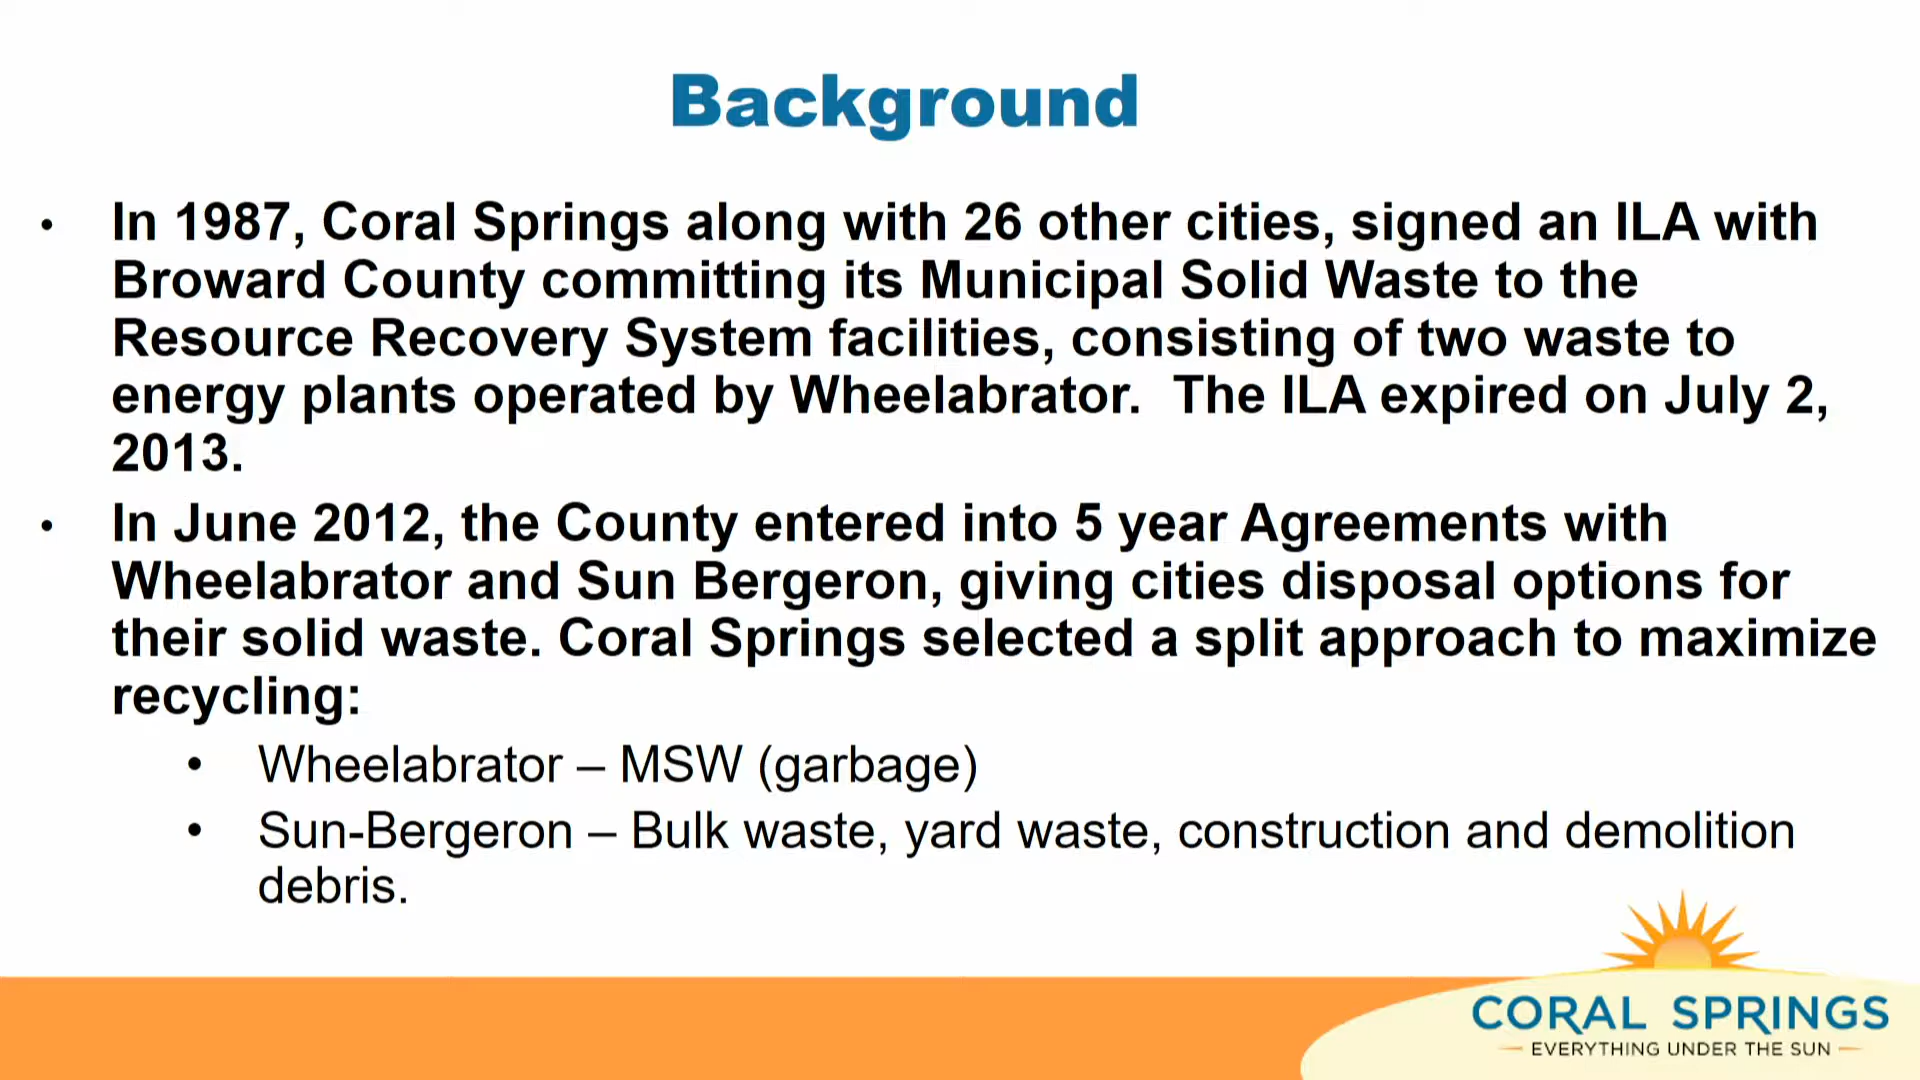 Background
• In 1987, Coral Springs along with 26 other cities, signed an ILA with
Broward County committing its Municipal Solid Waste to the
Resource Recovery System facilities, consisting of two waste to
energy plants operated by Wheelabrator.  The ILA expired on July 2,
2013.
• In June 2012, the County entered into 5 year Agreements with
Wheelabrator and Sun Bergeron, giving cities disposal options for
their solid waste. Coral Springs selected a split approach to maximize
recycling:
• Wheelabrator – MSW (garbage)
• Sun-Bergeron – Bulk waste, yard waste, construction and demolition
debris.
CORAL SPRINGS
EVERYTHING UNDER THE SUN